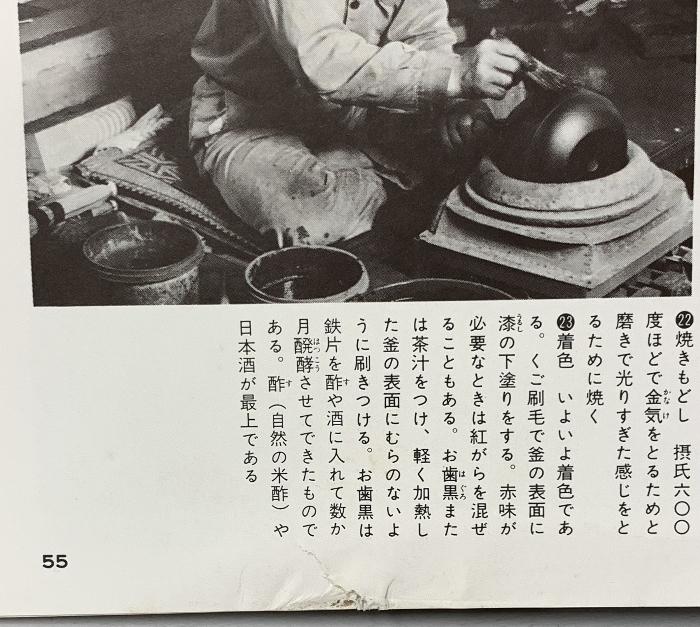 ㉒焼きもどし　摂氏六〇〇
度ほどで金気をとるためと
磨きで光りすぎた感じをと
るために焼く
㉓着色　いよいよ着色であ
る。くご刷毛で釜の表面に
漆の下塗りをする。赤味が
必要なときは紅がらを混ぜ
ることもある。お歯黒また
は茶汁をつけ、軽く加熱し
た釜の表面にむらのないよ
うに刷きつける。お歯黒は
鉄片を酢や酒に入れて数か
月醗酵させてできたもので
ある。酢（自然の米酢）や
日本酒が最上である
55